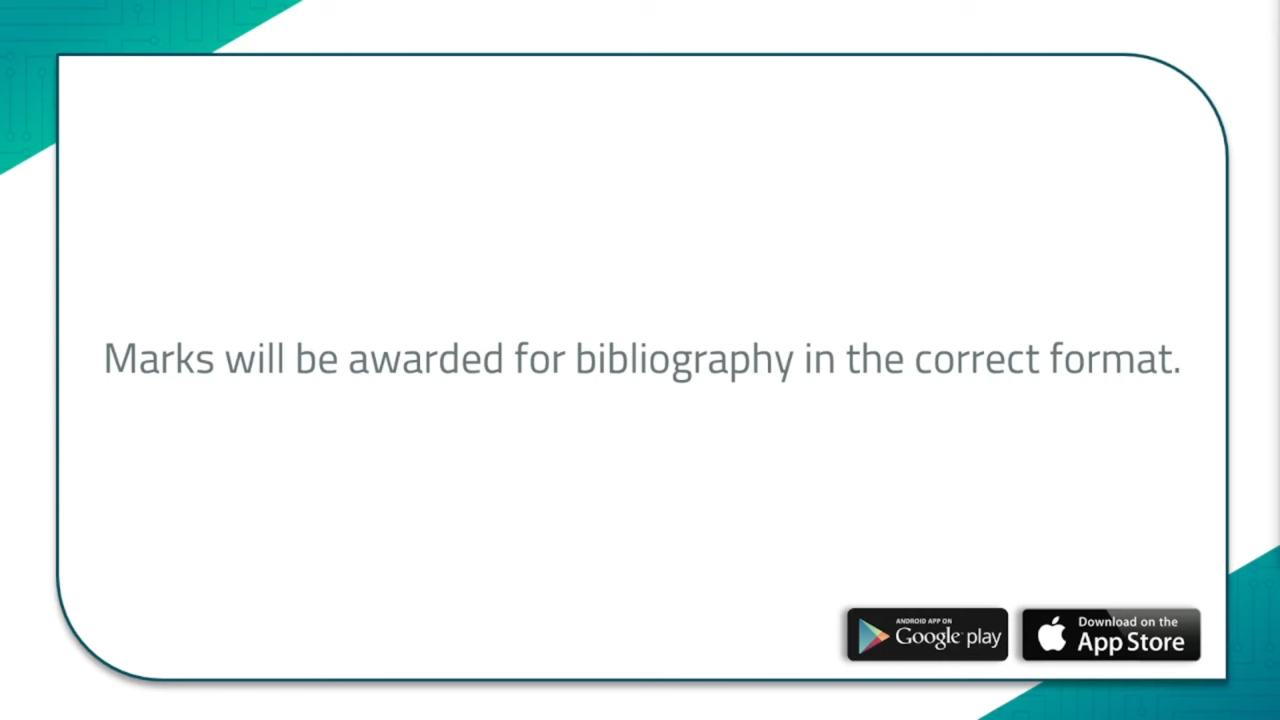 Marks will be awarded for bibliography in the correct format.
ANDROID APP ON
Google play
Download on the
App Store